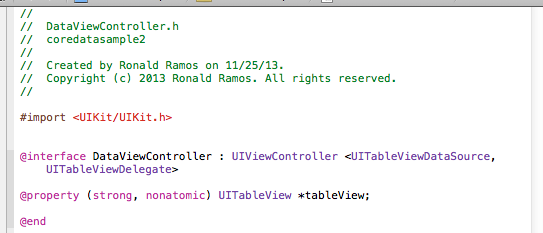 //
//  DataViewController.h
//  coredatasample2
//
//  Created by Ronald Ramos on 11/25/13.
//  Copyright (c) 2013 Ronald Ramos. All rights reserved.
//
#import <UIKit/UIKit.h>
@interface DataViewController : UIViewController <UITableViewDataSource,
    UITableViewDelegate>
@property (strong, nonatomic) UITableView *tableView;
@end